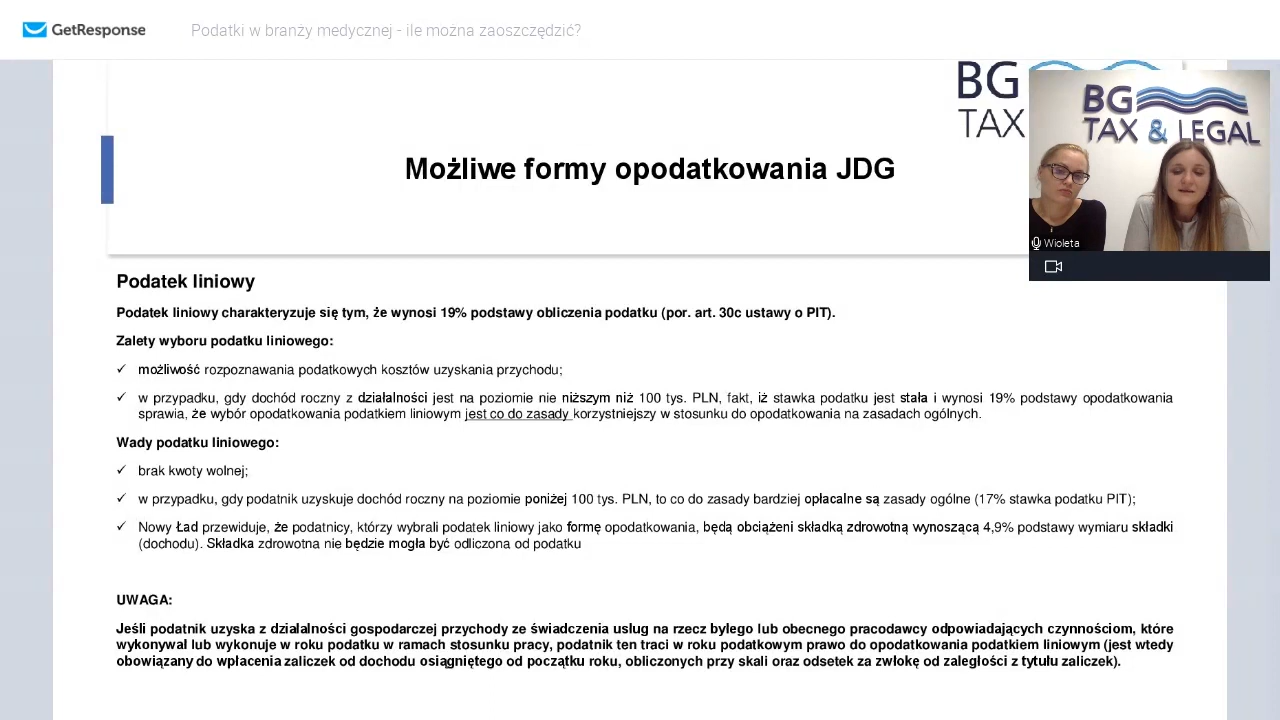 GetResponse
Podatki w branży medycznej - ile można zaoszczędzić?
BG
TAX
BG
TAX & LEGAL
Możliwe formy opodatkowania JDG
Wioleta
Podatek liniowy
Podatek liniowy charakteryzuje się tym, że wynosi 19% podstawy obliczenia podatku (por. art. 30c ustawy o PIT).
Zalety wyboru podatku liniowego:
✓ możliwość rozpoznawania podatkowych kosztów uzyskania przychodu;
✓ w przypadku, gdy dochód roczny z działalności jest na poziomie nie niższym niż 100 tys. PLN, fakt, iż stawka podatku jest stała i wynosi 19% podstawy opodatkowania
sprawia, że wybór opodatkowania podatkiem liniowym jest co do zasady korzystniejszy w stosunku do opodatkowania na zasadach ogólnych.
Wady podatku liniowego:
✓ brak kwoty wolnej;
✓ w przypadku, gdy podatnik uzyskuje dochód roczny na poziomie poniżej 100 tys. PLN, to co do zasady bardziej opłacalne są zasady ogólne (17% stawka podatku PIT);
✓ Nowy Ład przewiduje, że podatnicy, którzy wybrali podatek liniowy jako formę opodatkowania, będą obciążeni składką zdrowotną wynoszącą 4,9% podstawy wymiaru składki
(dochodu). Składka zdrowotna nie będzie mogła być odliczona od podatku
UWAGA:
Jeśli podatnik uzyska z działalności gospodarczej przychody ze świadczenia usług na rzecz byłego lub obecnego pracodawcy odpowiadających czynnościom, które
wykonywał lub wykonuje w roku podatku w ramach stosunku pracy, podatnik ten traci w roku podatkowym prawo do opodatkowania podatkiem liniowym (jest wtedy
obowiązany do wpłacenia zaliczek od dochodu osiągniętego od początku roku, obliczonych przy skali oraz odsetek za zwłokę od zaległości z tytułu zaliczek).